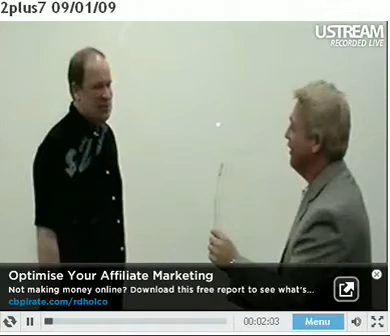 2plus7 09/01/09
USTREAM
RECORDED LIVE
Optimise Your Affiliate Marketing
Not making money online? Download this free report to see what's...
cbpirate.com/rdholco
00:02:03
Menu